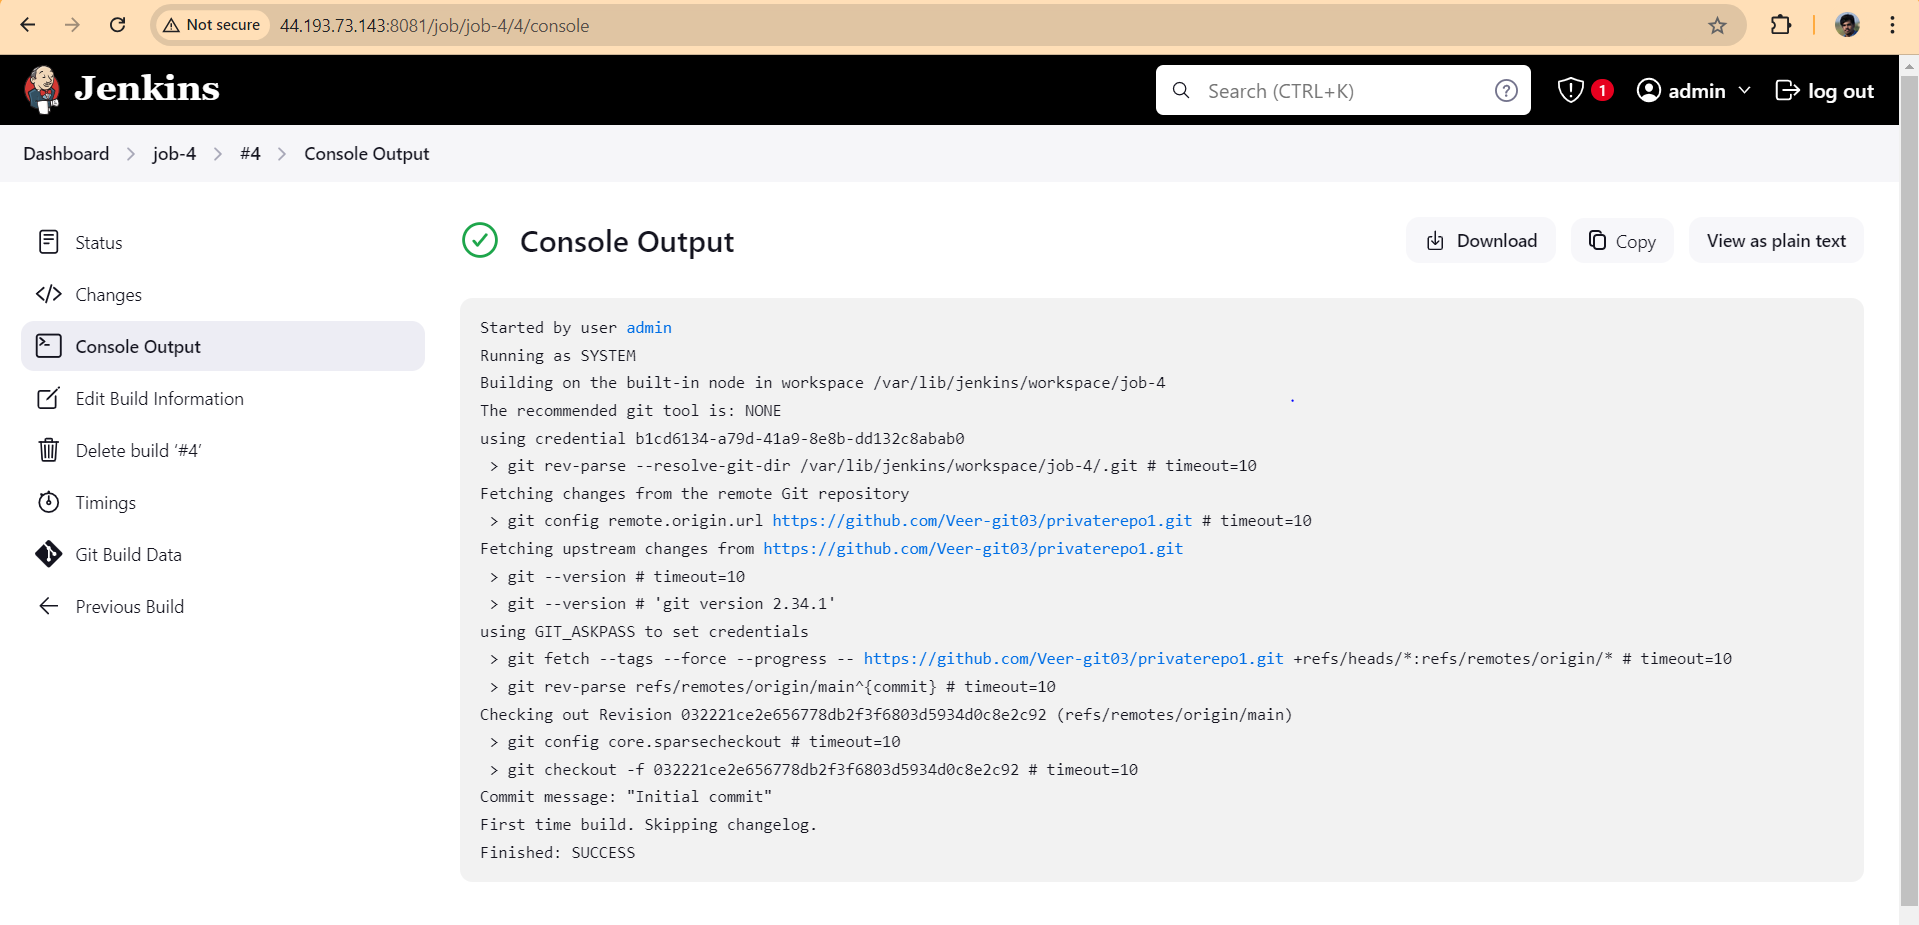 Not secure 44.193.73.143:8081/job/job-4/4/console
Jenkins
Search (CTRL+K) ? 1 admin log out
Dashboard > job-4 > #4 > Console Output
Status
Changes
Console Output
Edit Build Information
Delete build ‘#4’
Timings
Git Build Data
Previous Build
Console Output
Download Copy View as plain text
Started by user admin
Running as SYSTEM
Building on the built-in node in workspace /var/lib/jenkins/workspace/job-4
The recommended git tool is: NONE
using credential b1cd6134-a79d-41a9-8e8b-dd132c8abab0
 > git rev-parse --resolve-git-dir /var/lib/jenkins/workspace/job-4/.git # timeout=10
Fetching changes from the remote Git repository
 > git config remote.origin.url https://github.com/Veer-git03/privaterepo1.git # timeout=10
Fetching upstream changes from https://github.com/Veer-git03/privaterepo1.git
 > git --version # timeout=10
 > git --version # 'git version 2.34.1'
using GIT_ASKPASS to set credentials
 > git fetch --tags --force --progress -- https://github.com/Veer-git03/privaterepo1.git +refs/heads/*:refs/remotes/origin/* # timeout=10
 > git rev-parse refs/remotes/origin/main^{commit} # timeout=10
Checking out Revision 032221ce2e656778db2f3f6803d5934d0c8e2c92 (refs/remotes/origin/main)
 > git config core.sparsecheckout # timeout=10
 > git checkout -f 032221ce2e656778db2f3f6803d5934d0c8e2c92 # timeout=10
Commit message: "Initial commit"
First time build. Skipping changelog.
Finished: SUCCESS